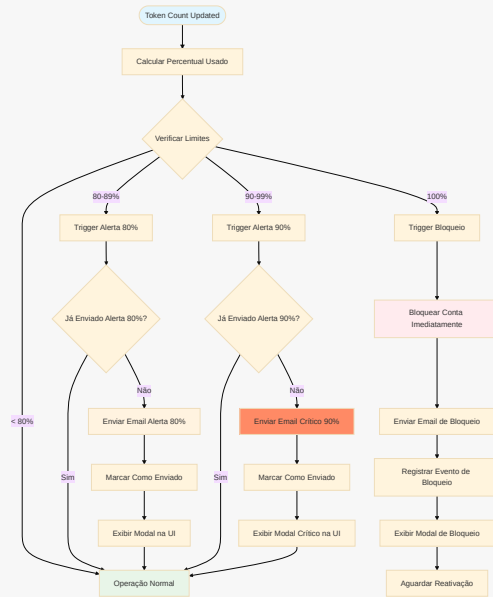 Token Count Updated
Calcular Percentual Usado
Verificar Limites
80-89%
90-99%
100%
Trigger Alerta 80%
Trigger Alerta 90%
Trigger Bloqueio
Já Enviado Alerta 80%?
Já Enviado Alerta 90%?
Bloquear Conta
Imediatamente
Não
Não
< 80%
Enviar Email Alerta 80%
Enviar Email Crítico 90%
Enviar Email de Bloqueio
Sim
Marcar Como Enviado
Sim
Marcar Como Enviado
Registrar Evento de
Bloqueio
Exibir Modal na UI
Exibir Modal Crítico na UI
Exibir Modal de Bloqueio
Operação Normal
Aguardar Reativação